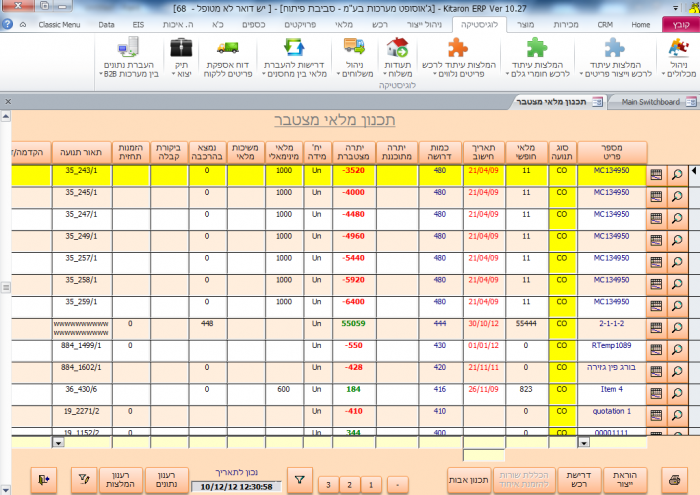 68] - ג'אוסופט מערכות בע"מ - סביבת פיתוח] - [ יש דואר לא מטופל - Kitaron ERP Ver 10.27
קובץ Home CRM מכירות מוצר לוגיסטיקה ניהול ייצור רכש מלאי פרויקטים כספים כ"א ה. איכות EIS Data Classic Menu
ניהול מכלולים
המלצות עיתוד לרכש וייצור פריטים
המלצות עיתוד לרכש חומרי גלם
המלצות עיתוד לרכש פריטים נלווים
תעודות משלוח
ניהול משלוחים
דרישות להעברת מלאי בין מחסנים
דוח אספקת פריטים ללקוח
תיק יצוא
העברת נתונים בין מערכות B2B
לוגיסטיקה
Main Switchboard תכנון מלאי מצטבר
תכנון מלאי מצטבר
מספר פריט סוג תנועה מלאי חופשי תאריך חישוב כמות דרושה יתרה מתוכננת יתרה מצטברת יח' מידה מלאי מינימאלי משיכות מלאי נמצא בהרכבה ביקורת קבלה הזמנות תחזית תאור תנועה הקדמה/ד
MC134950 CO 11 21/04/09 480 -3520 Un 1000 0 35_243/1
MC134950 CO 11 21/04/09 480 -4000 Un 1000 0 35_245/1
MC134950 CO 11 21/04/09 480 -4480 Un 1000 0 35_247/1
MC134950 CO 11 21/04/09 480 -4960 Un 1000 0 35_249/1
MC134950 CO 11 21/04/09 480 -5440 Un 1000 0 35_257/1
MC134950 CO 11 21/04/09 480 -5920 Un 1000 0 35_258/1
MC134950 CO 11 21/04/09 480 -6400 Un 1000 0 35_259/1
2-1-1-2 CO 55444 30/10/12 444 55059 Un 448 0 wwwwwwwwwww wwwwwwwwwww
RTemp1089 CO 01/01/12 430 -550 Un 0 884_1499/1
בורג פין גזירה CO 21/11/11 420 -428 Un 0 884_1602/1
Item 4 CO 823 26/11/09 416 184 Un 600 0 36_430/6
quotation 1 CO 410 -410 Un 0 19_2271/2
00001111 CO 400 344 Un 0 19_1152/2
הוראת ייצור
דרישת רכש
הכללת שורות להזמנת איחוד
תכנון אבות
- 1 2 3
נכון לתאריך
10/12/12 12:30:58
רענון נתונים
רענון המלצות